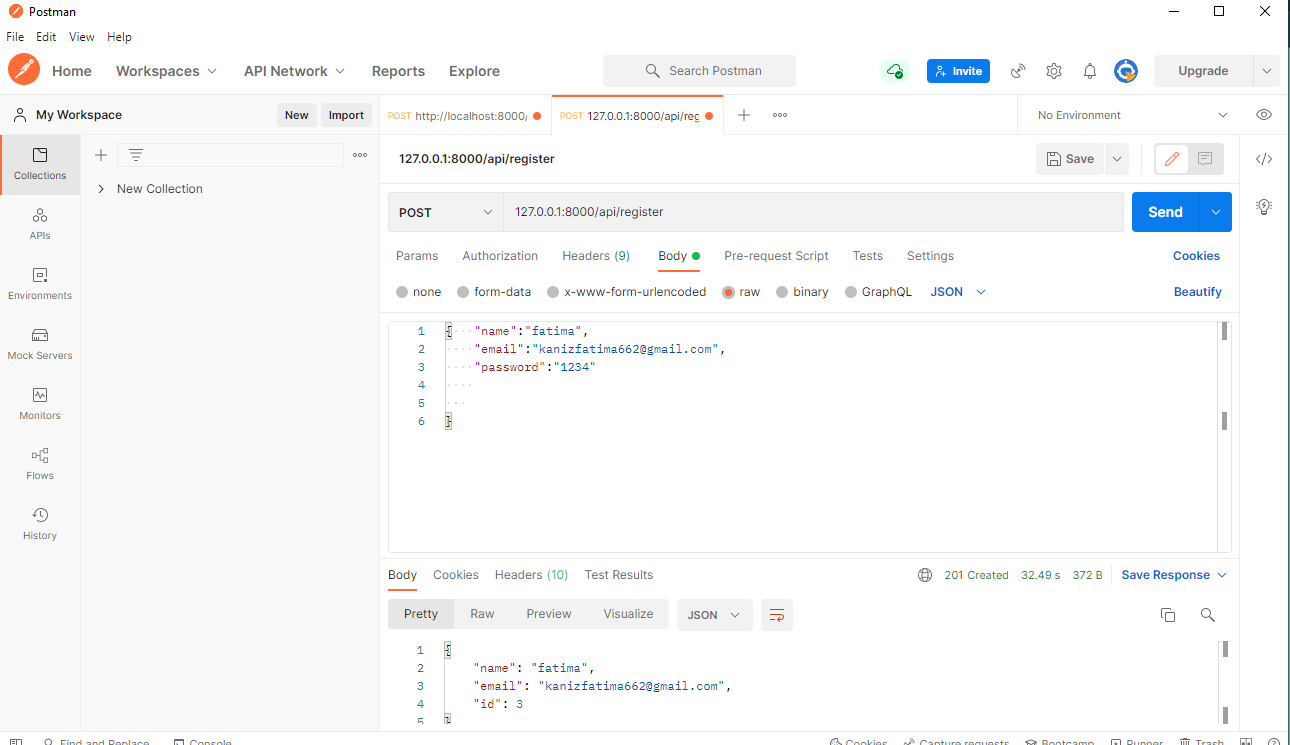 Postman
File Edit View Help
Home Workspaces API Network Reports Explore Search Postman Invite Upgrade
My Workspace New Import POST http://localhost:8000/ POST 127.0.0.1:8000/api/reg No Environment
127.0.0.1:8000/api/register Save
Collections
New Collection
APIs
Environments
Mock Servers
Monitors
Flows
History
POST 127.0.0.1:8000/api/register Send
Params Authorization Headers (9) Body Pre-request Script Tests Settings Cookies
none form-data x-www-form-urlencoded raw binary GraphQL JSON Beautify
1 { "name":"fatima",
2 "email":"kanizfatima662@gmail.com",
3 "password":"1234"
4
5
6 }
Body Cookies Headers (10) Test Results 201 Created 32.49 s 372 B Save Response
Pretty Raw Preview Visualize JSON
1 {
2 "name": "fatima",
3 "email": "kanizfatima662@gmail.com",
4 "id": 3
5 }
Find and Replace Console Cookies Capture requests Bootcamp Runner Trash